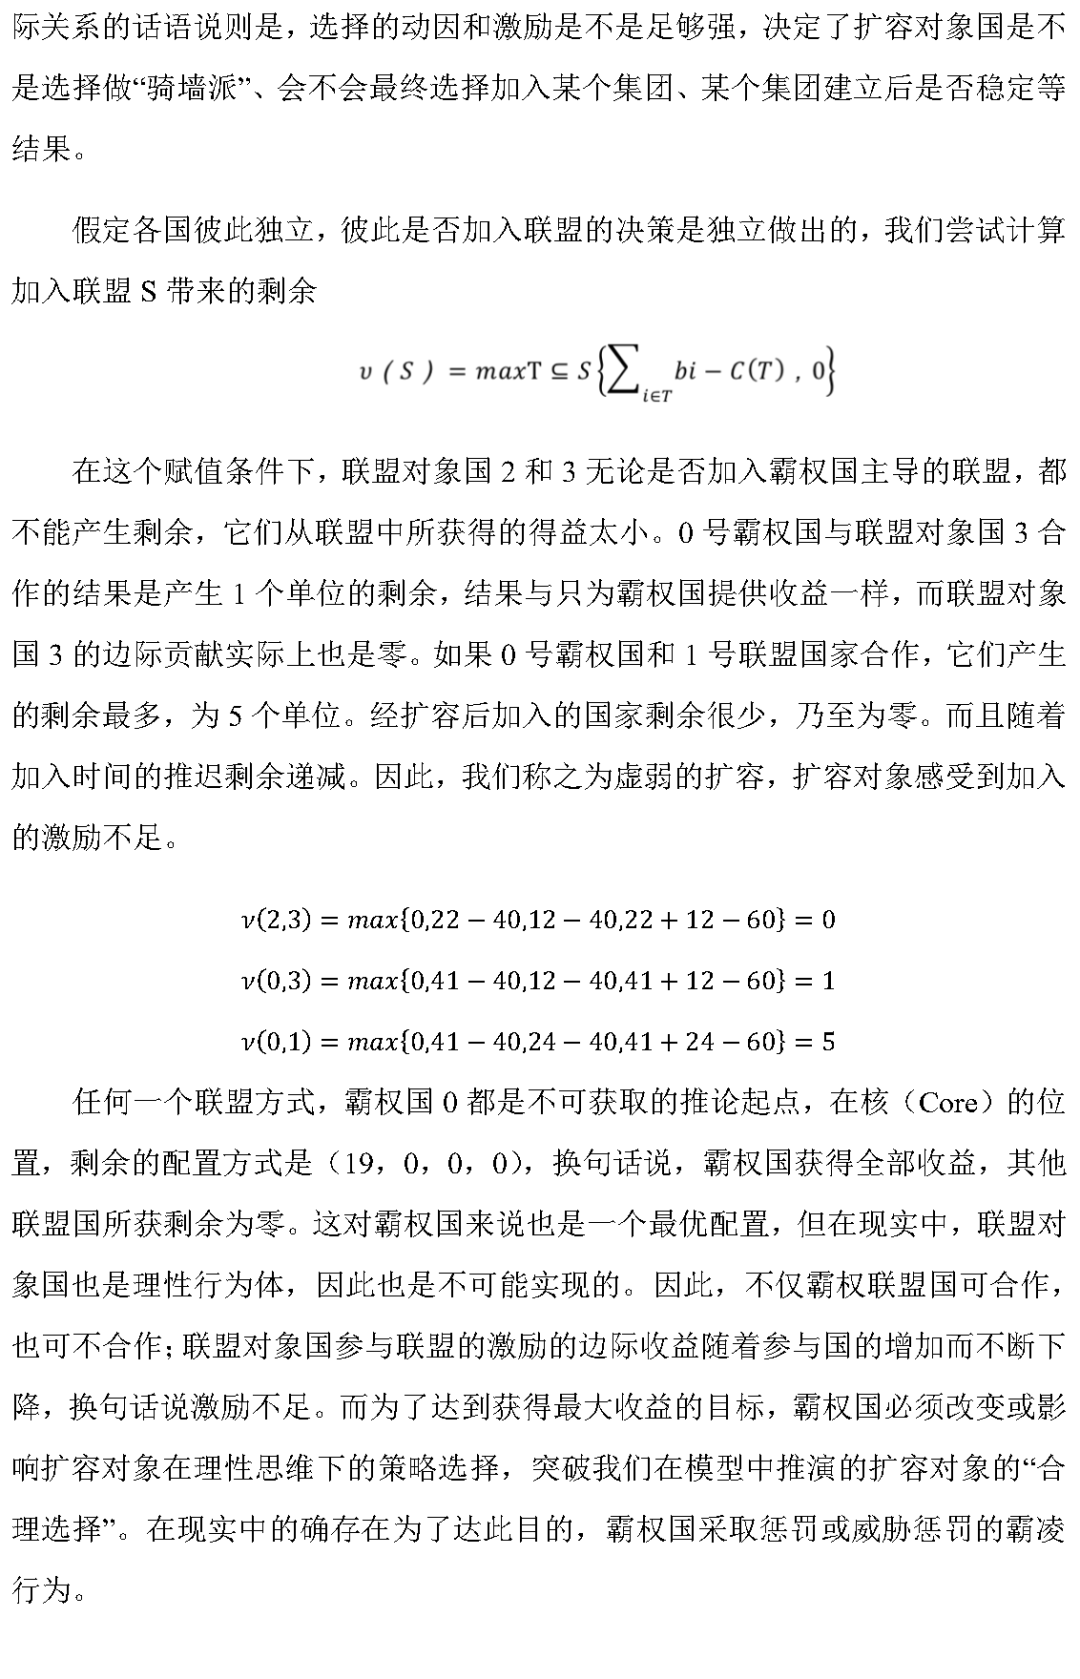 际关系的话语说则是，选择的动因和激励是不是足够强，决定了扩容对象国是不
是选择做“骑墙派”、会不会最终选择加入某个集团、某个集团建立后是否稳定等
结果。
假定各国彼此独立，彼此是否加入联盟的决策是独立做出的，我们尝试计算
加入联盟 S 带来的剩余
υ ( S ) = maxT ⊆ S{∑_{i∈T} bi − C(T) , 0}
在这个赋值条件下，联盟对象国 2 和 3 无论是否加入霸权国主导的联盟，都
不能产生剩余，它们从联盟中所获得的得益太小。0 号霸权国与联盟对象国 3 合
作的结果是产生 1 个单位的剩余，结果与只为霸权国提供收益一样，而联盟对象
国 3 的边际贡献实际上也是零。如果 0 号霸权国和 1 号联盟国家合作，它们产生
的剩余最多，为 5 个单位。经扩容后加入的国家剩余很少，乃至为零。而且随着
加入时间的推迟剩余递减。因此，我们称之为虚弱的扩容，扩容对象感受到加入
的激励不足。
ν(2,3) = max{0,22 − 40,12 − 40,22 + 12 − 60} = 0
ν(0,3) = max{0,41 − 40,12 − 40,41 + 12 − 60} = 1
ν(0,1) = max{0,41 − 40,24 − 40,41 + 24 − 60} = 5
任何一个联盟方式，霸权国 0 都是不可获取的推论起点，在核（Core）的位
置，剩余的配置方式是（19，0，0，0），换句话说，霸权国获得全部收益，其他
联盟国所获剩余为零。这对霸权国来说也是一个最优配置，但在现实中，联盟对
象国也是理性行为体，因此也是不可能实现的。因此，不仅霸权联盟国可合作，
也可不合作；联盟对象国参与联盟的激励的边际收益随着参与国的增加而不断下
降，换句话说激励不足。而为了达到获得最大收益的目标，霸权国必须改变或影
响扩容对象在理性思维下的策略选择，突破我们在模型中推演的扩容对象的“合
理选择”。在现实中的确存在为了达此目的，霸权国采取惩罚或威胁惩罚的霸凌
行为。